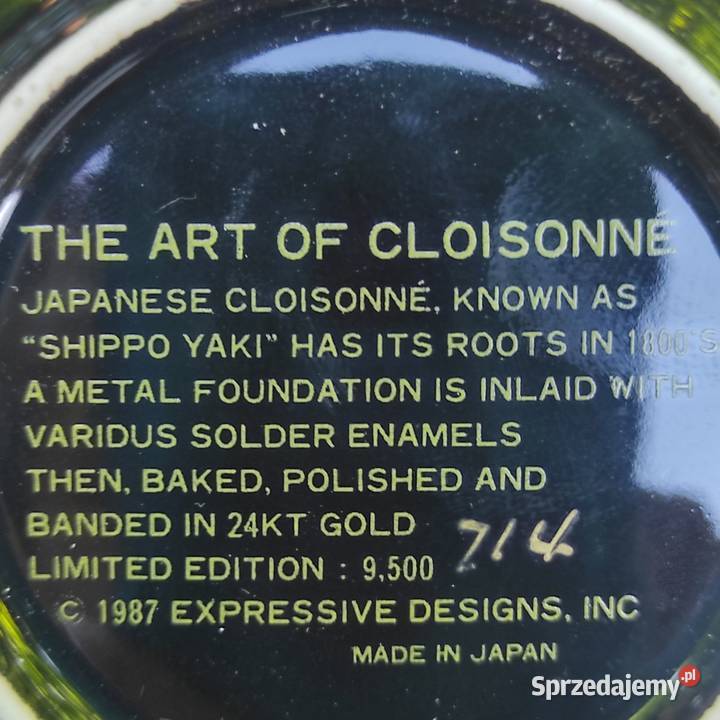 THE ART OF CLOISONNÉ
JAPANESE CLOISONNÉ, KNOWN AS
"SHIPPO YAKI" HAS ITS ROOTS IN 1800'S
A METAL FOUNDATION IS INLAID WITH
VARIDUS SOLDER ENAMELS
THEN, BAKED, POLISHED AND
BANDED IN 24KT GOLD
714
LIMITED EDITION : 9,500
© 1987 EXPRESSIVE DESIGNS, INC
MADE IN JAPAN
Sprzedajemy.pl